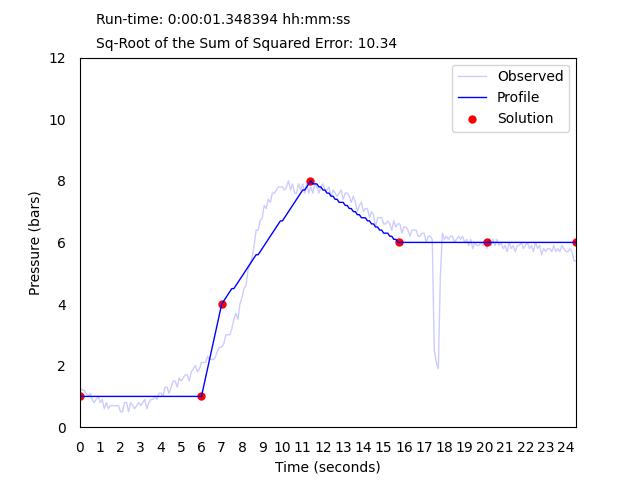 Run-time: 0:00:01.348394 hh:mm:ss
Sq-Root of the Sum of Squared Error: 10.34
12
10
8
6
4
2
0
Pressure (bars)
Observed
Profile
Solution
0 1 2 3 4 5 6 7 8 9 10 11 12 13 14 15 16 17 18 19 20 21 22 23 24
Time (seconds)